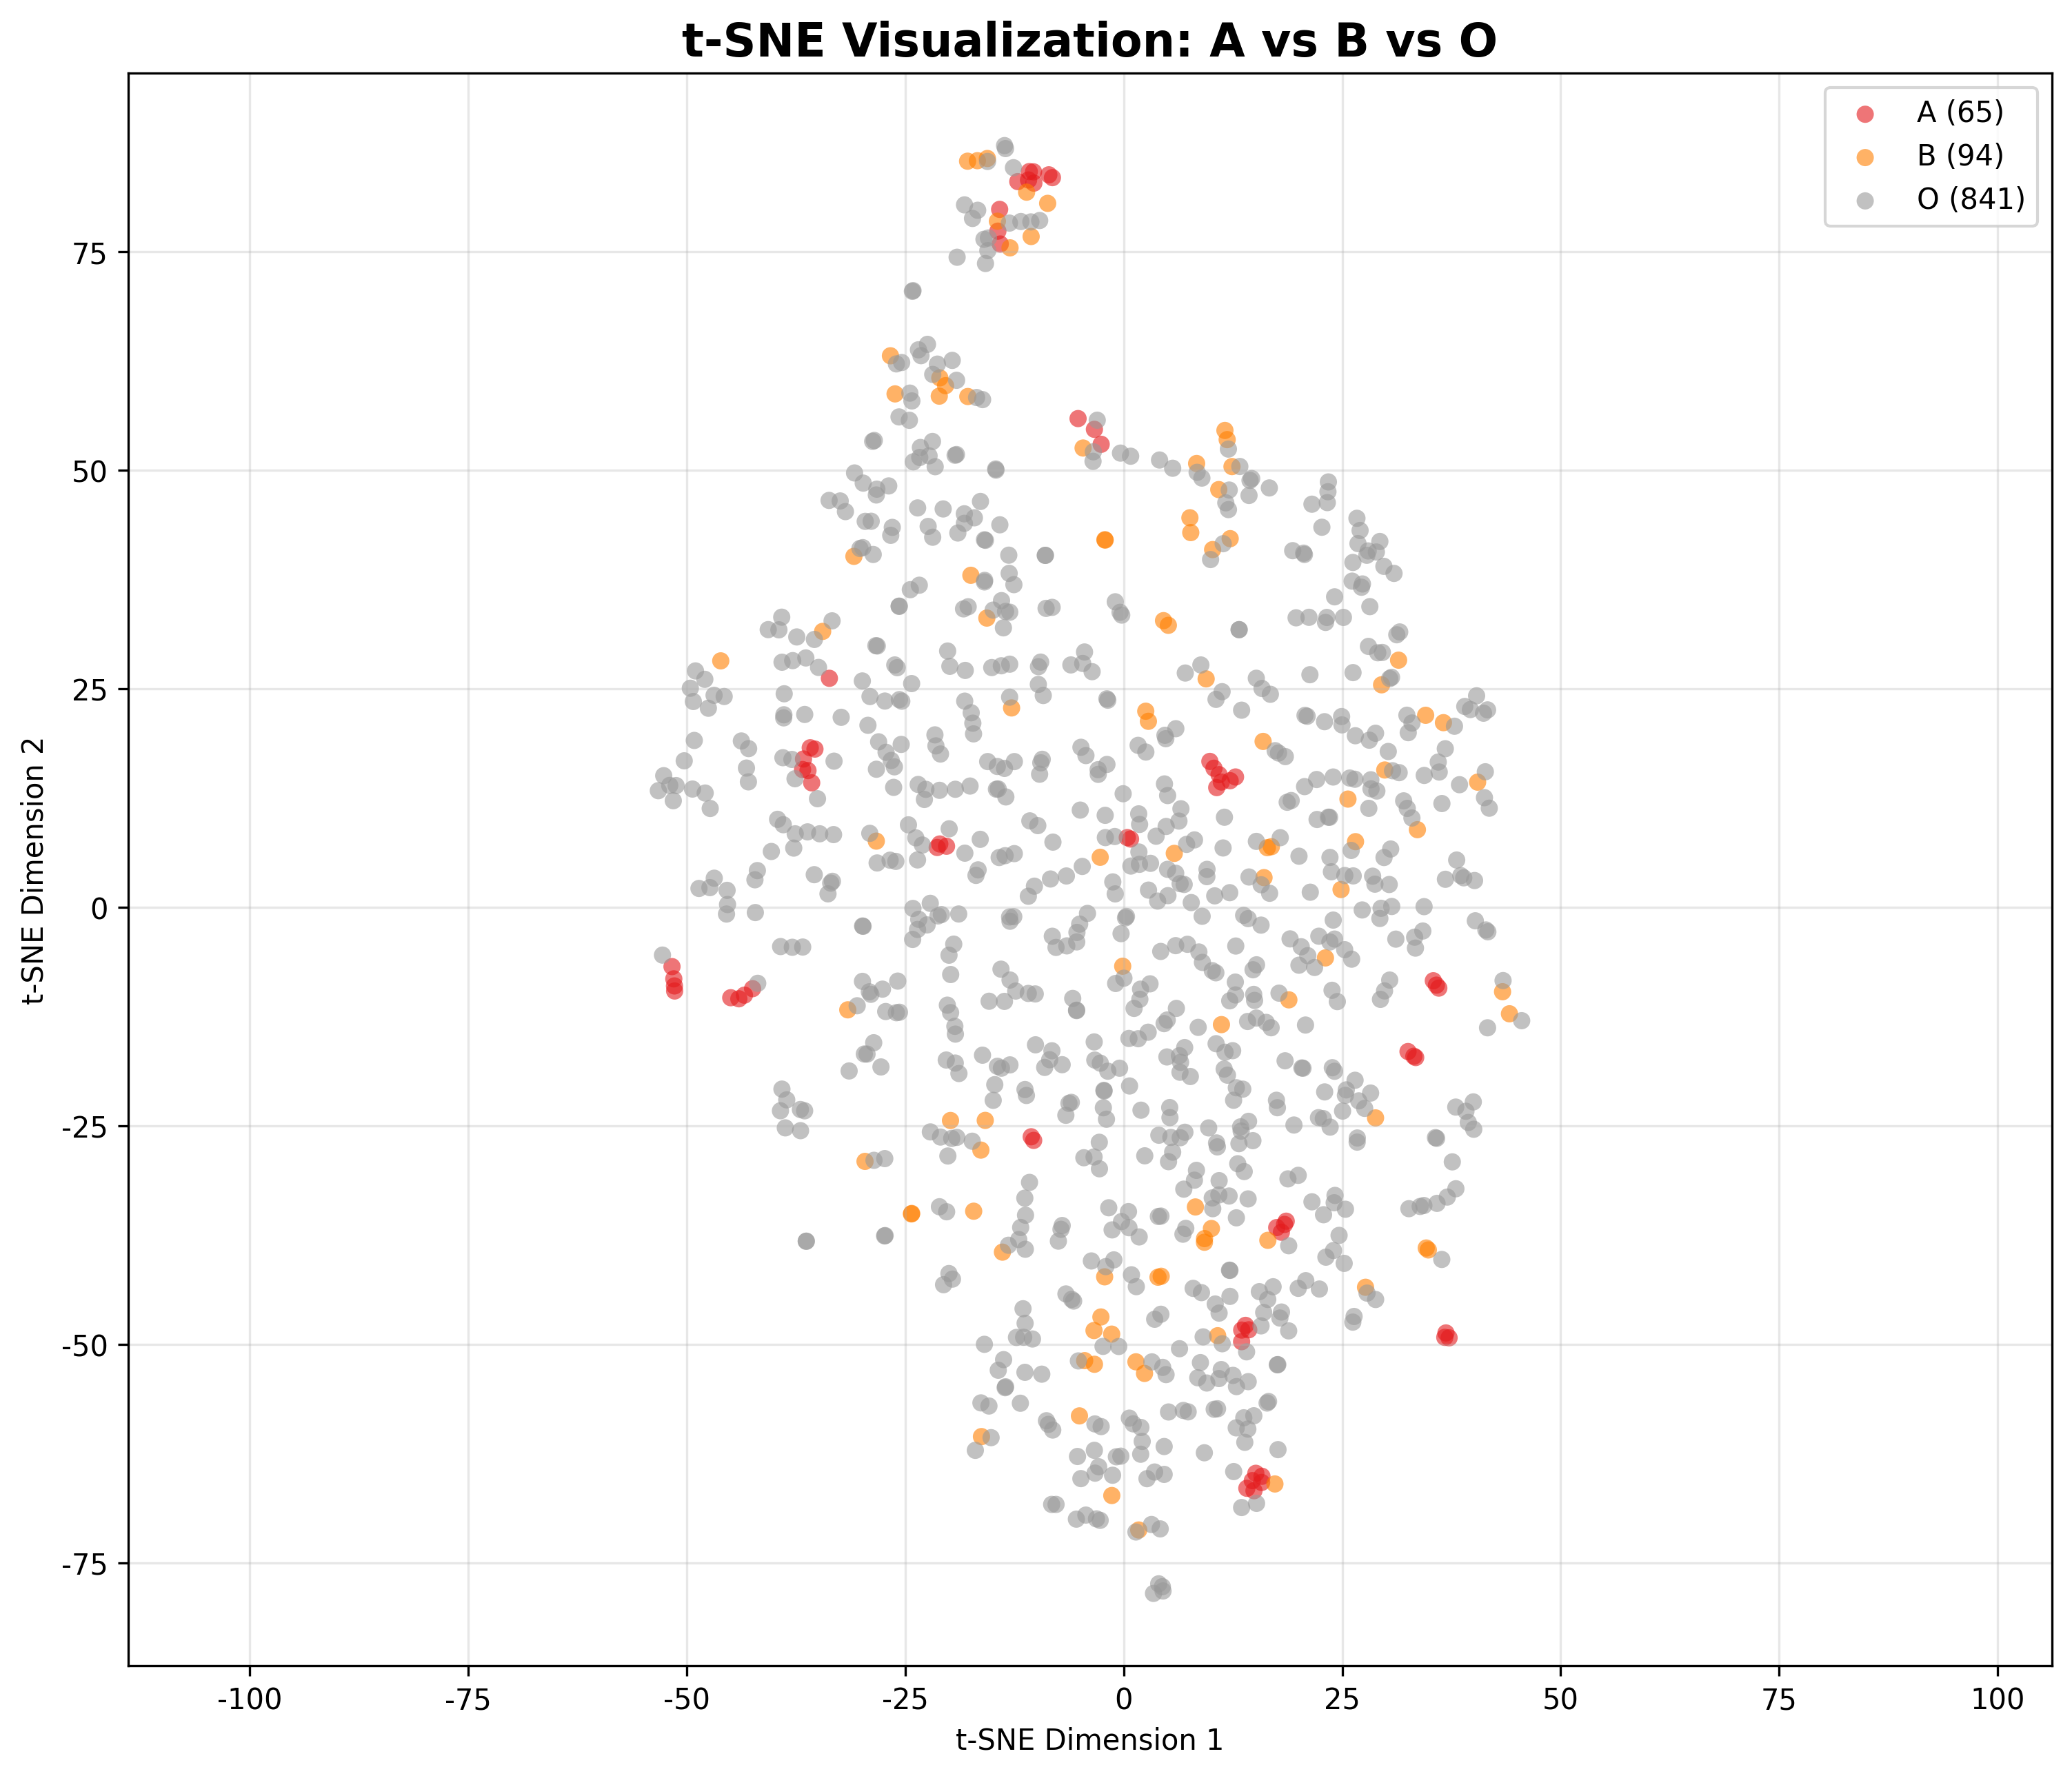 t-SNE Visualization: A vs B vs O
A (65)
B (94)
O (841)
75
50
25
0
-25
-50
-75
t-SNE Dimension 2
-100 -75 -50 -25 0 25 50 75 100
t-SNE Dimension 1